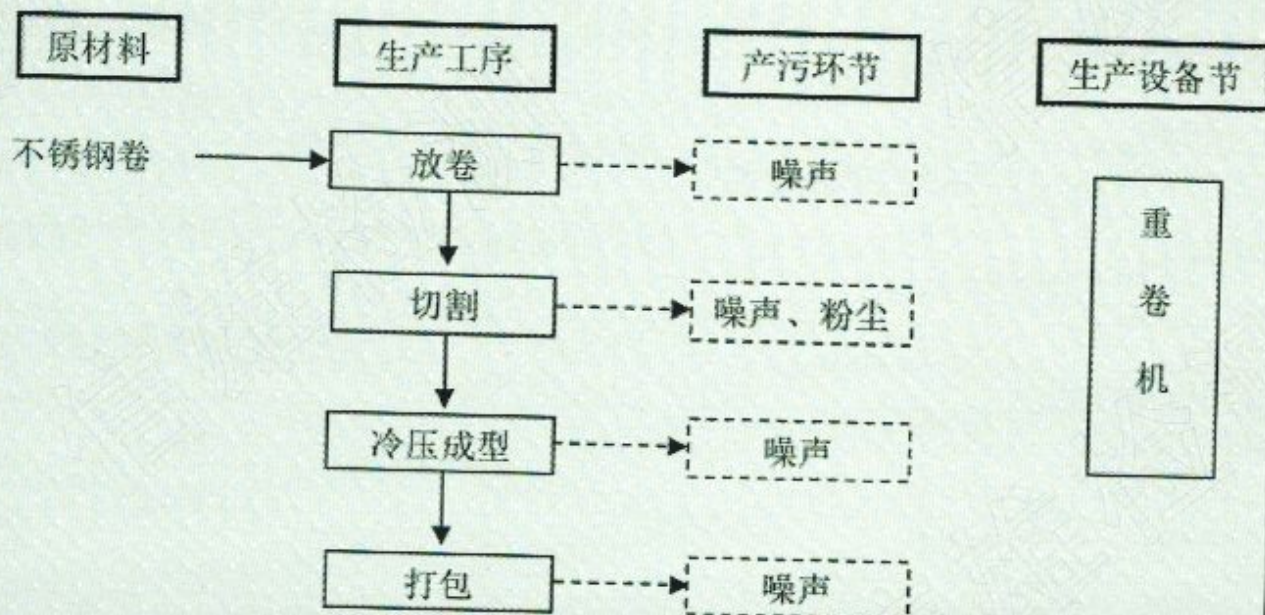 原材料 生产工序 产污环节 生产设备节
不锈钢卷 放卷 噪声
切割 噪声、粉尘
冷压成型 噪声
打包 噪声
重
卷
机